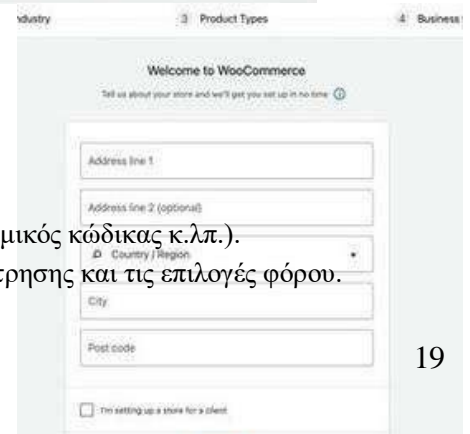 ndustry 3 Product Types 4 Business
Welcome to WooCommerce
Tell us about your store and we'll get you set up in no time
Address line 1
Address line 2 (optional)
μικός κώδικας κ.λπ.).
Country / Region
τρησης και τις επιλογές φόρου.
City
Post code
19
I'm setting up a store for a client